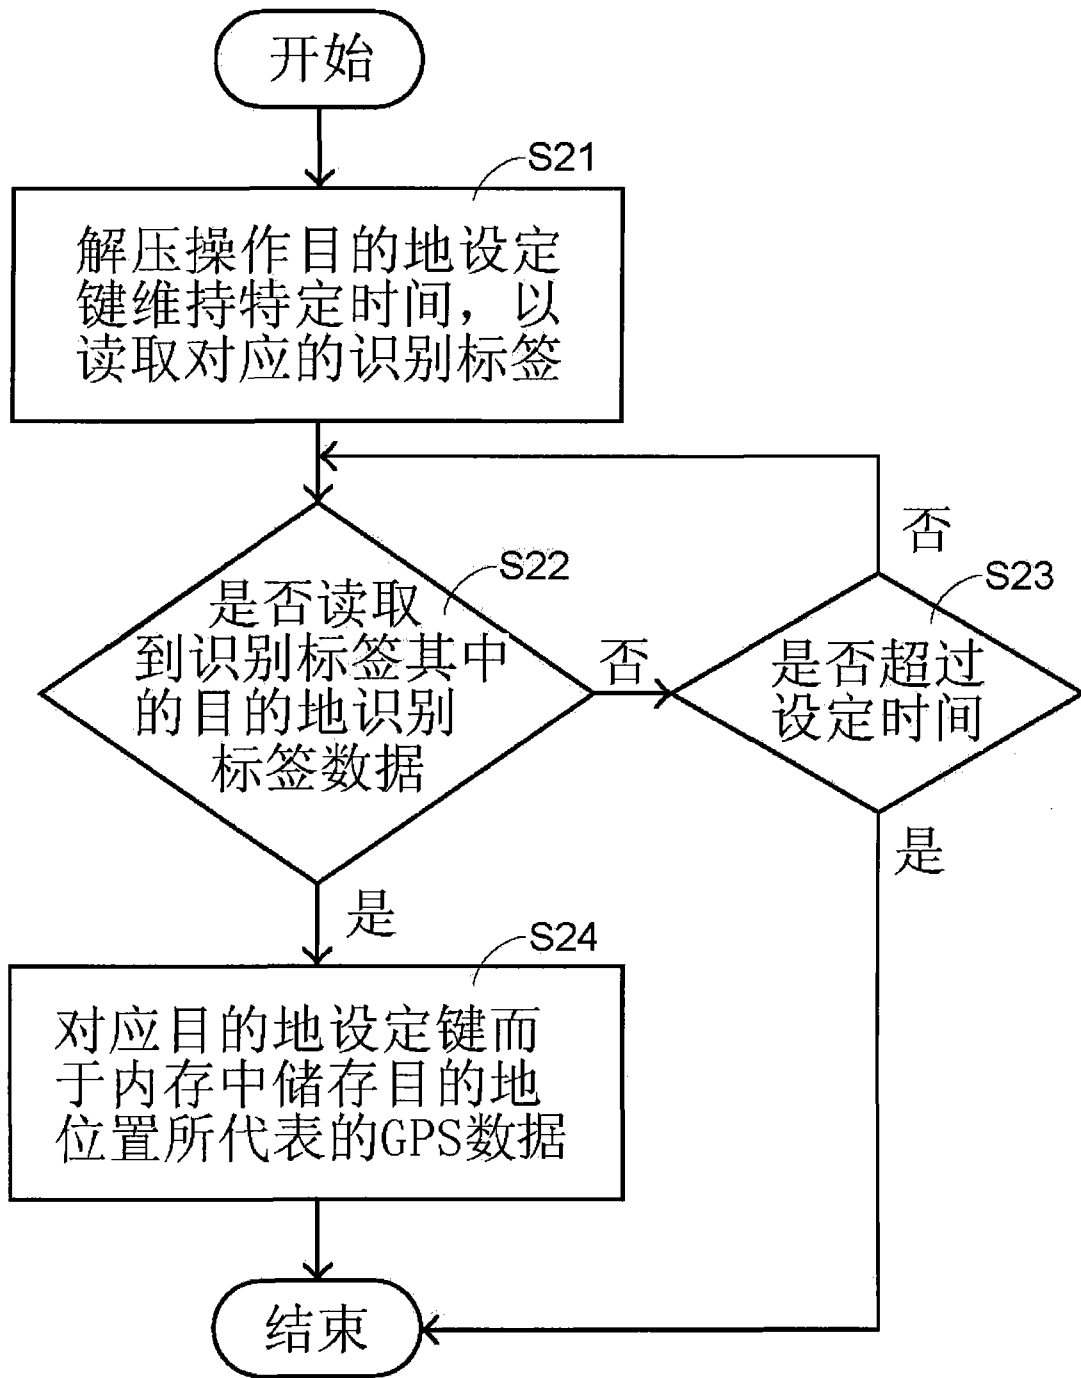 开始
S21
解压操作目的地设定
键维持特定时间，以
读取对应的识别标签
S22
是否读取
到识别标签其中
的目的地识别
标签数据
否
是
S23
是否超过
设定时间
否
是
S24
对应目的地设定键而
于内存中储存目的地
位置所代表的GPS数据
结束